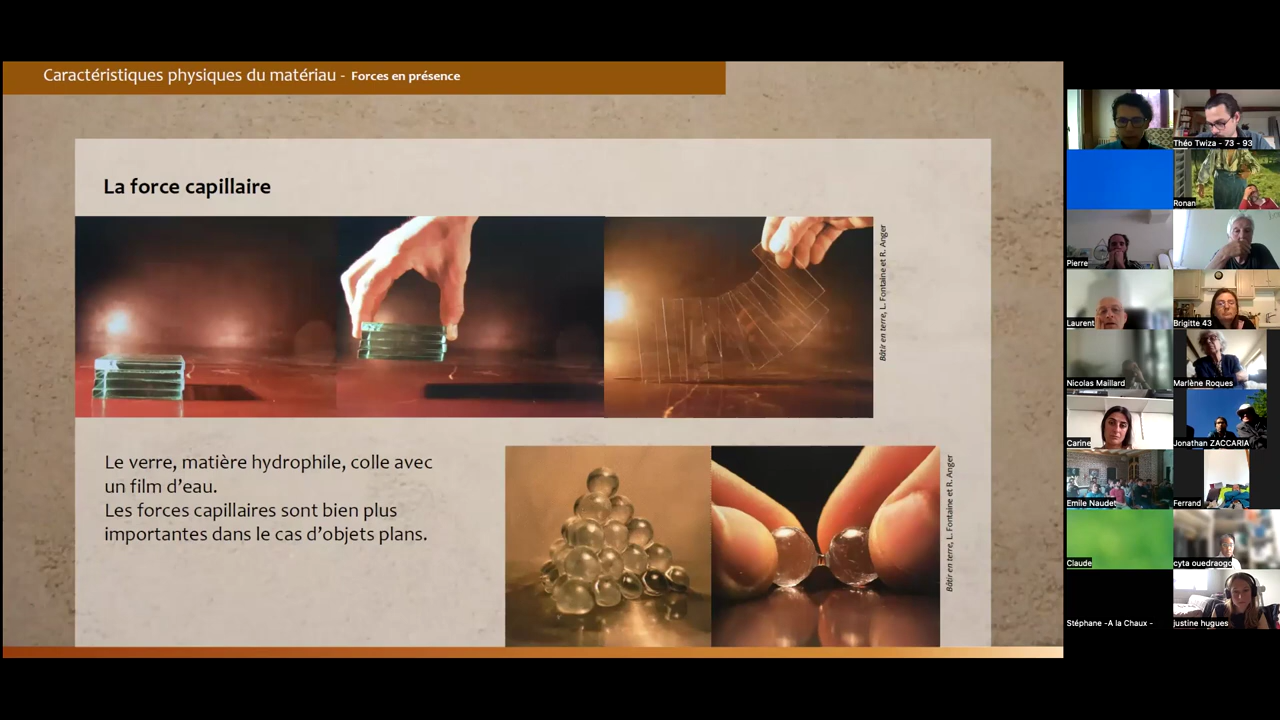 Caractéristiques physiques du matériau - Forces en présence
La force capillaire
Bâtir en terre, L. Fontaine et R. Anger
Le verre, matière hydrophile, colle avec
un film d’eau.
Les forces capillaires sont bien plus
importantes dans le cas d’objets plans.
Bâtir en terre, L. Fontaine et R. Anger
Théo Twiza - 73 - 93
Ronan
Pierre
Laurent
Brigitte 43
Nicolas Maillard
Marlène Roques
Carine
Jonathan ZACCARIA
Emile Naudet
Ferrand
Claude
cyta ouedraogo
Stéphane -A la Chaux -
justine hugues